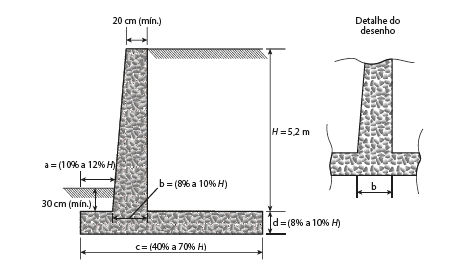 20 cm (mín.)
Detalhe do
desenho
H = 5,2 m
a = (10% a 12% H)
b = (8% a 10% H)
b
30 cm (mín.)
d = (8% a 10% H)
c = (40% a 70% H)